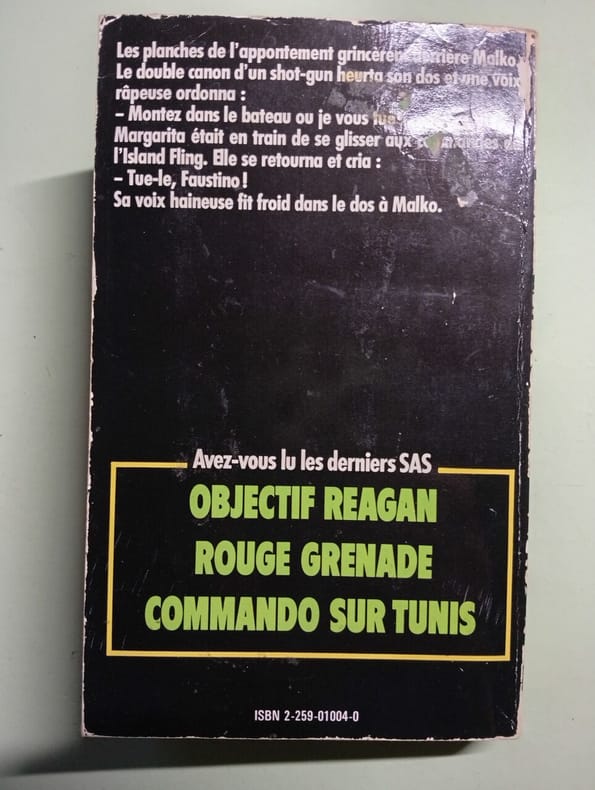 Les planches de l'appontement grincèrent derrière Malko.
Le double canon d'un shot-gun heurta son dos et une voix
râpeuse ordonna :
– Montez dans le bateau ou je vous tue.
Margarita était en train de se glisser aux commandes de
l'Island Fling. Elle se retourna et cria :
– Tue-le, Faustino !
Sa voix haineuse fit froid dans le dos à Malko.
Avez-vous lu les derniers SAS
OBJECTIF REAGAN
ROUGE GRENADE
COMMANDO SUR TUNIS
ISBN 2-259-01004-0